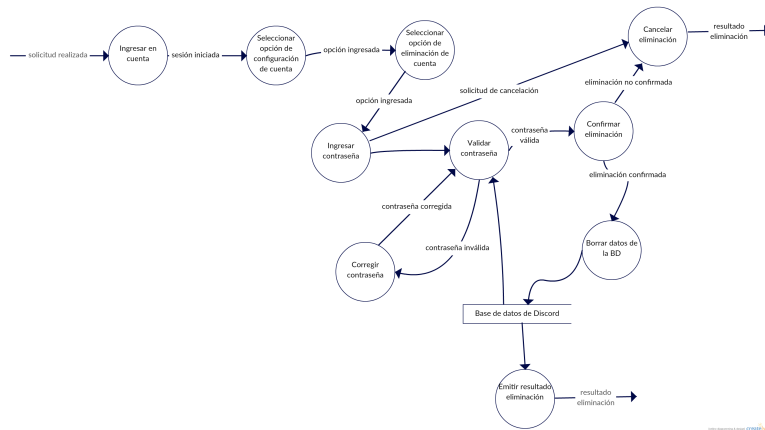 solicitud realizada
Ingresar en
cuenta
sesión iniciada
Seleccionar
opción de
configuración
de cuenta
opción ingresada
Seleccionar
opción de
eliminación de
cuenta
opción ingresada
Ingresar
contraseña
solicitud de cancelación
Cancelar
eliminación
resultado
eliminación
eliminación no confirmada
Validar
contraseña
contraseña
válida
Confirmar
eliminación
eliminación confirmada
contraseña corregida
contraseña inválida
Corregir
contraseña
Borrar datos de
la BD
Base de datos de Discord
Emitir resultado
eliminación
resultado
eliminación